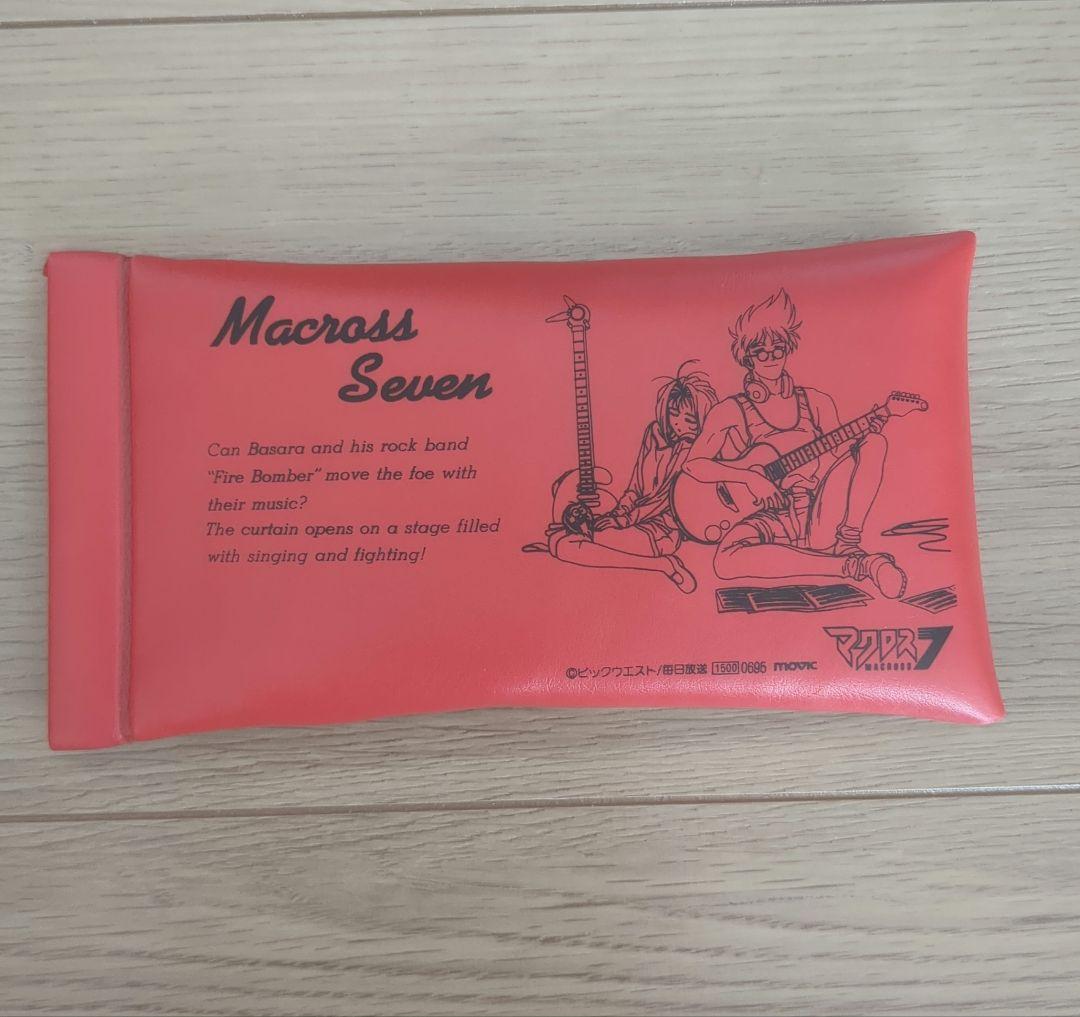 Macross
Seven
Can Basara and his rock band
"Fire Bomber" move the foe with
their music?
The curtain opens on a stage filled
with singing and fighting!
マクロス7
MACROSS
©ビックウエスト/毎日放送 1500 0695 movic